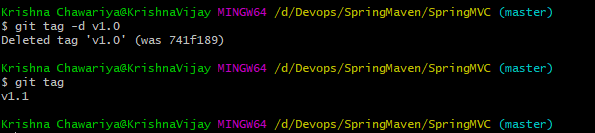 Krishna Chawariya@KrishnaVijay MINGW64 /d/Devops/SpringMaven/SpringMVC (master)
$ git tag -d v1.0
Deleted tag 'v1.0' (was 741f189)
Krishna Chawariya@KrishnaVijay MINGW64 /d/Devops/SpringMaven/SpringMVC (master)
$ git tag
v1.1
Krishna Chawariya@KrishnaVijay MINGW64 /d/Devops/SpringMaven/SpringMVC (master)